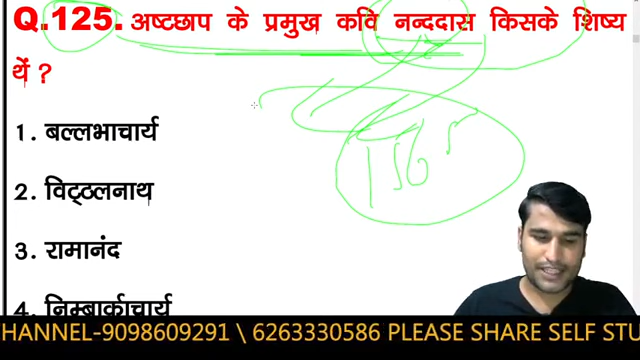 Q.125. अष्टछाप के प्रमुख कवि नन्ददास किसके शिष्य
थें ?
1. बल्लभाचार्य
2. विट्ठलनाथ
3. रामानंद
4. निम्बार्काचार्य
CHANNEL-9098609291 \ 6263330586 PLEASE SHARE SELF STU